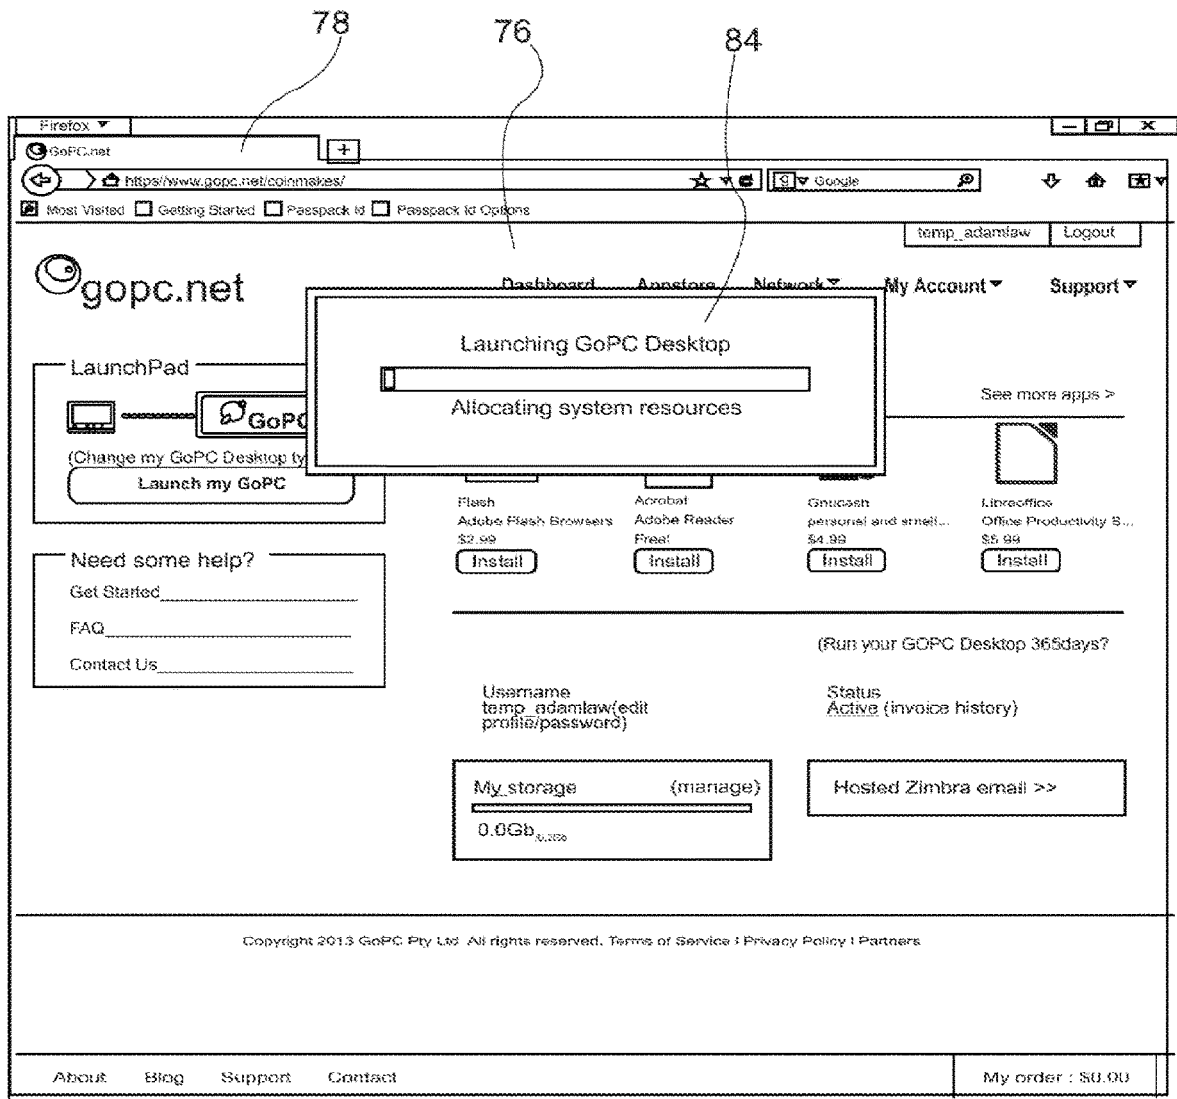 78
76
84
Firefox
GoPC.net
+
https//www.gopc.net/coinmakes/
g Google
Most Visited Getting Started Passpack Id Passpack Id Options
temp_adamlaw Logout
gopc.net
Dashboard Appstore Network My Account Support
Launching GoPC Desktop
Allocating system resources
LaunchPad
GoPC
(Change my GoPC Desktop ty
Launch my GoPC
See more apps >
Flash
Adobe Flash Browsers
$2.99
Install
Acrobat
Adobe Reader
Free!
Install
Gnucash
personal and small...
$4.99
Install
Libreoffice
Office Productivity S...
$5.99
Install
Need some help?
Get Started
FAQ
Contact Us
(Run your GOPC Desktop 365days?
Username
temp_adamlaw(edit
profile/password)
Status
Active (invoice history)
My storage (manage)
0.0Gb
Hosted Zimbra email >>
Copyright 2013 GoPC Pty Ltd. All rights reserved. Terms of Service I Privacy Policy I Partners
About Blog Support Contact
My order : $0.00